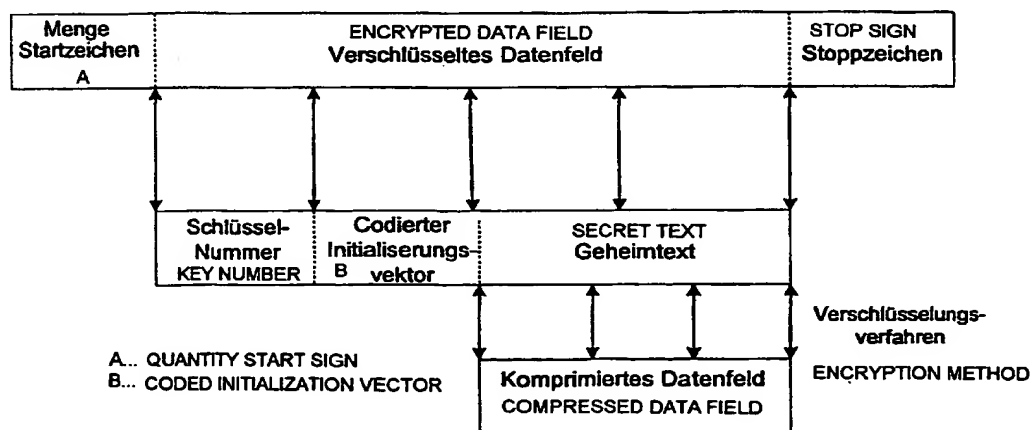 Menge
Startzeichen
A
ENCRYPTED DATA FIELD
Verschlüsseltes Datenfeld
STOP SIGN
Stoppzeichen
Schlüssel-
Nummer
KEY NUMBER
Codierter
Initialiserungs-
B vektor
SECRET TEXT
Geheimtext
Verschlüsselungs-
verfahren
ENCRYPTION METHOD
A... QUANTITY START SIGN
B... CODED INITIALIZATION VECTOR
Komprimiertes Datenfeld
COMPRESSED DATA FIELD